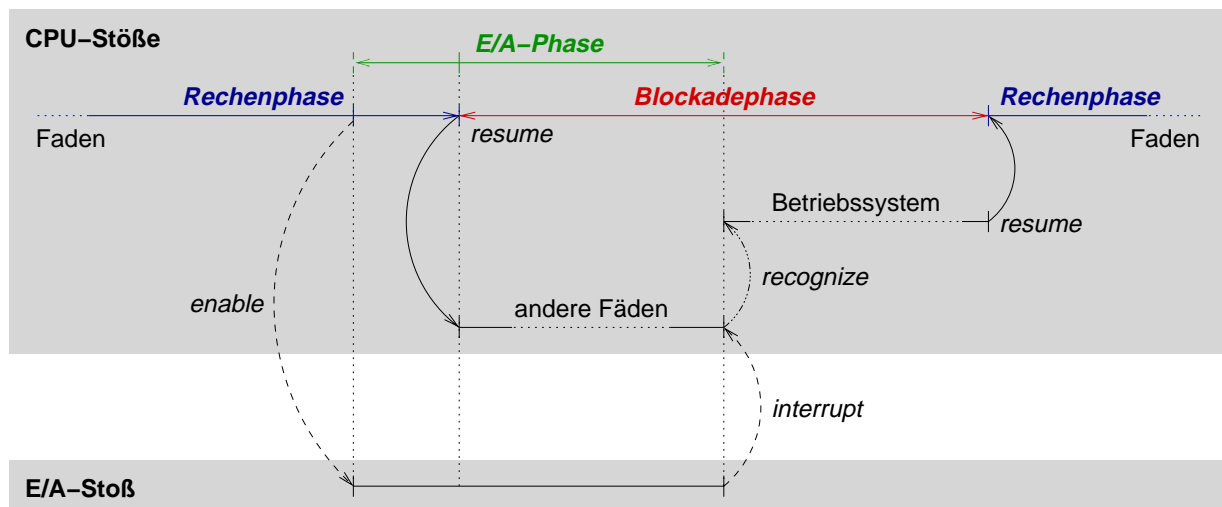 CPU–Stöße
E/A–Phase
Rechenphase
Blockadephase
Rechenphase
Faden
resume
Faden
Betriebssystem
resume
recognize
enable
andere Fäden
interrupt
E/A–Stoß